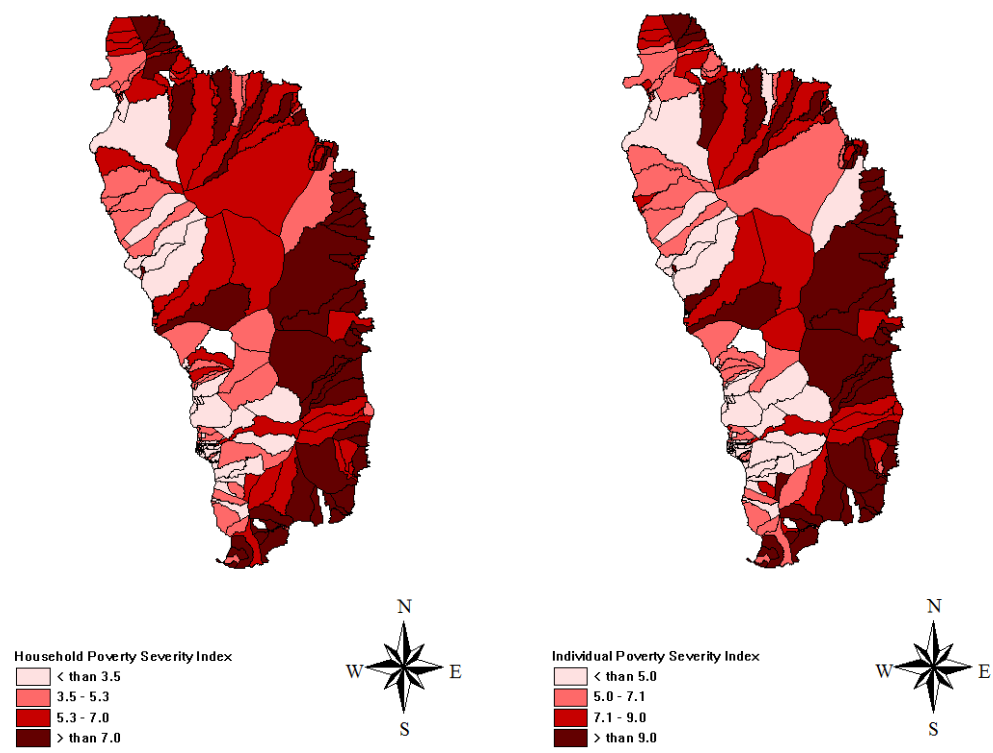 N
W E
S
Household Poverty Severity Index
< than 3.5
3.5 - 5.3
5.3 - 7.0
> than 7.0
N
W E
S
Individual Poverty Severity Index
< than 5.0
5.0 - 7.1
7.1 - 9.0
> than 9.0